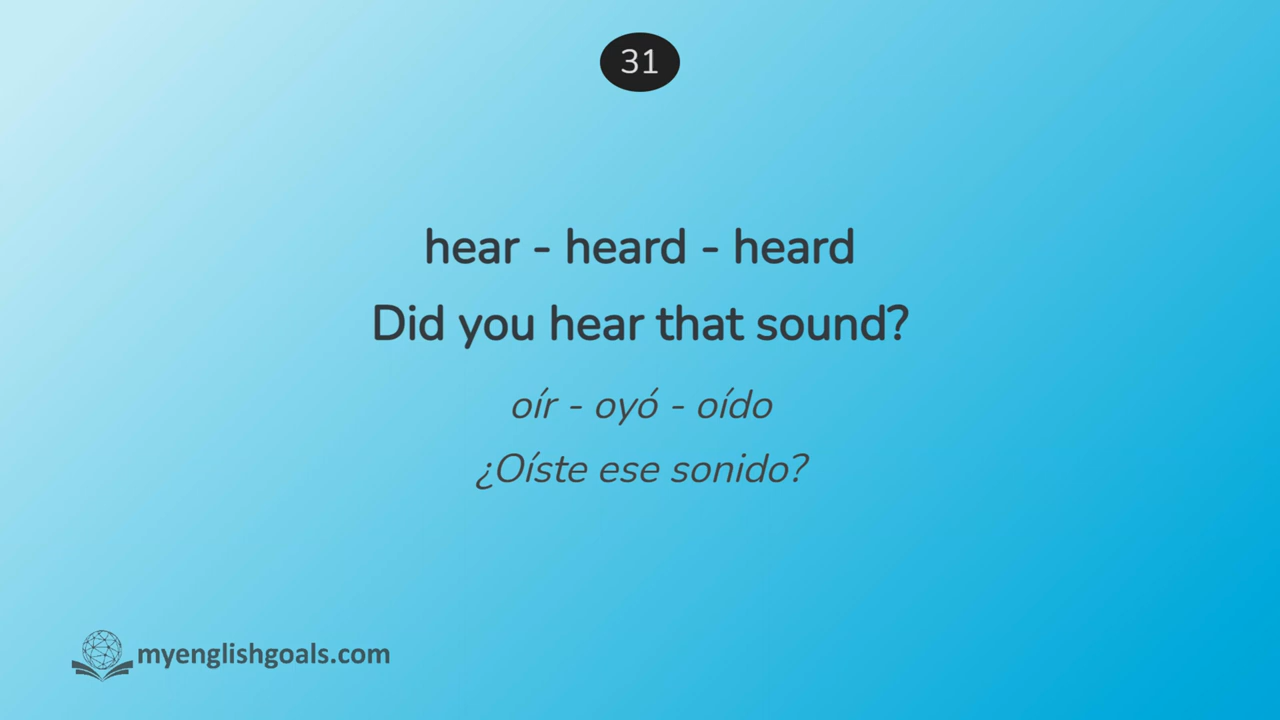 31
hear - heard - heard
Did you hear that sound?
oír - oyó - oído
¿Oíste ese sonido?
myenglishgoals.com